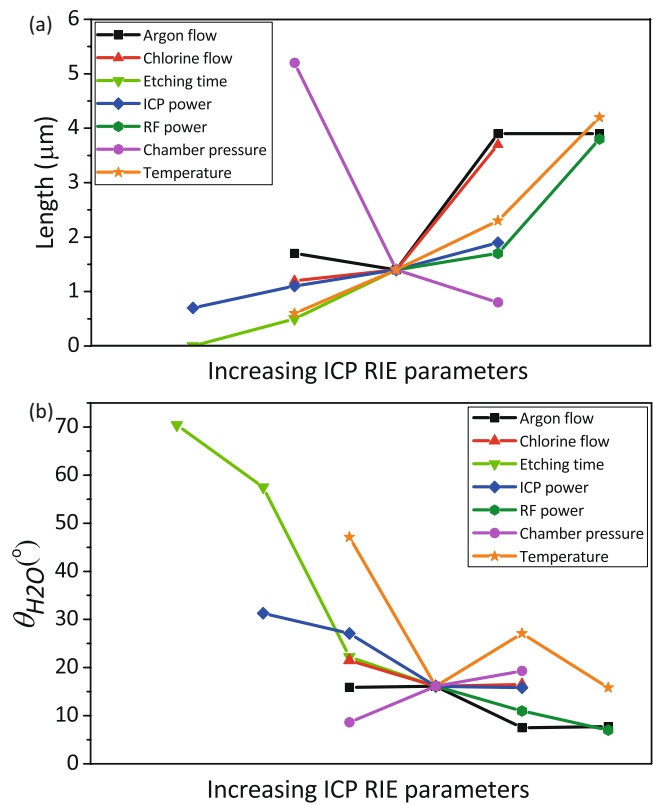 (a)
6
5
4
3
2
1
0
Length (μm)
Argon flow
Chlorine flow
Etching time
ICP power
RF power
Chamber pressure
Temperature
Increasing ICP RIE parameters
(b)
70
60
50
40
30
20
10
0
θH2O(°)
Argon flow
Chlorine flow
Etching time
ICP power
RF power
Chamber pressure
Temperature
Increasing ICP RIE parameters